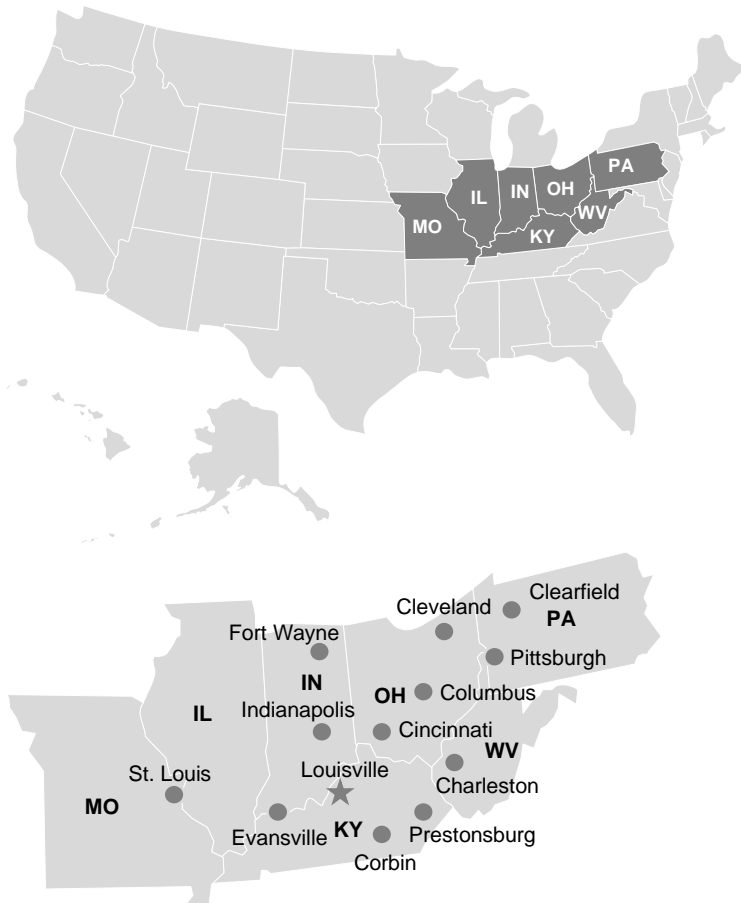 PA
OH
IN
IL
WV
MO
KY
Clearfield
Cleveland
PA
Fort Wayne
Pittsburgh
IN
OH
Columbus
IL
Indianapolis
Cincinnati
WV
Louisville
St. Louis
Charleston
MO
KY
Evansville
Prestonsburg
Corbin